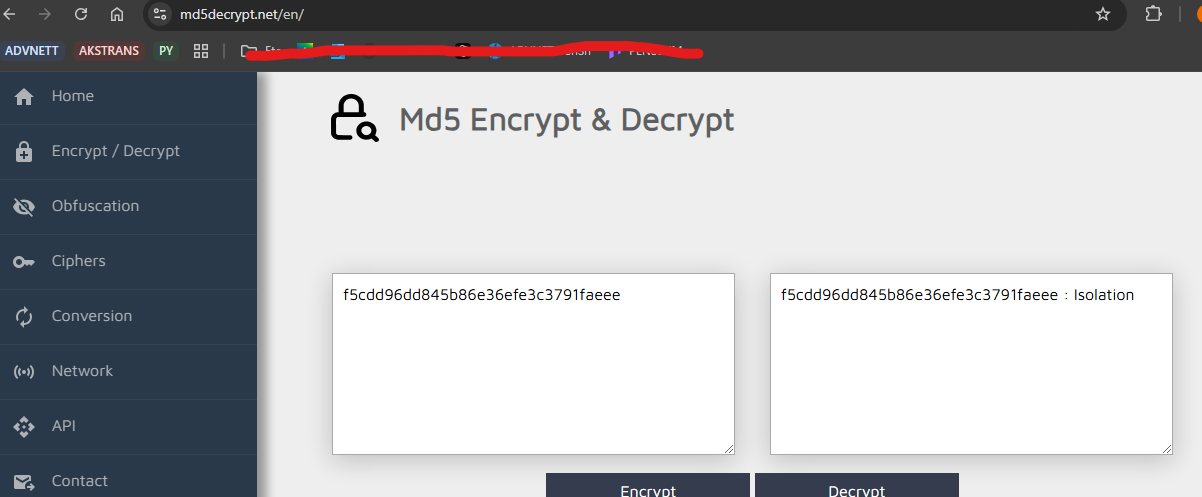 md5decrypt.net/en/
ADVNETT
AKSTRANS
PY
Home
Encrypt / Decrypt
Obfuscation
Ciphers
Conversion
Network
API
Contact
Md5 Encrypt & Decrypt
f5cdd96dd845b86e36efe3c3791faeee
f5cdd96dd845b86e36efe3c3791faeee : Isolation
Encrypt
Decrypt